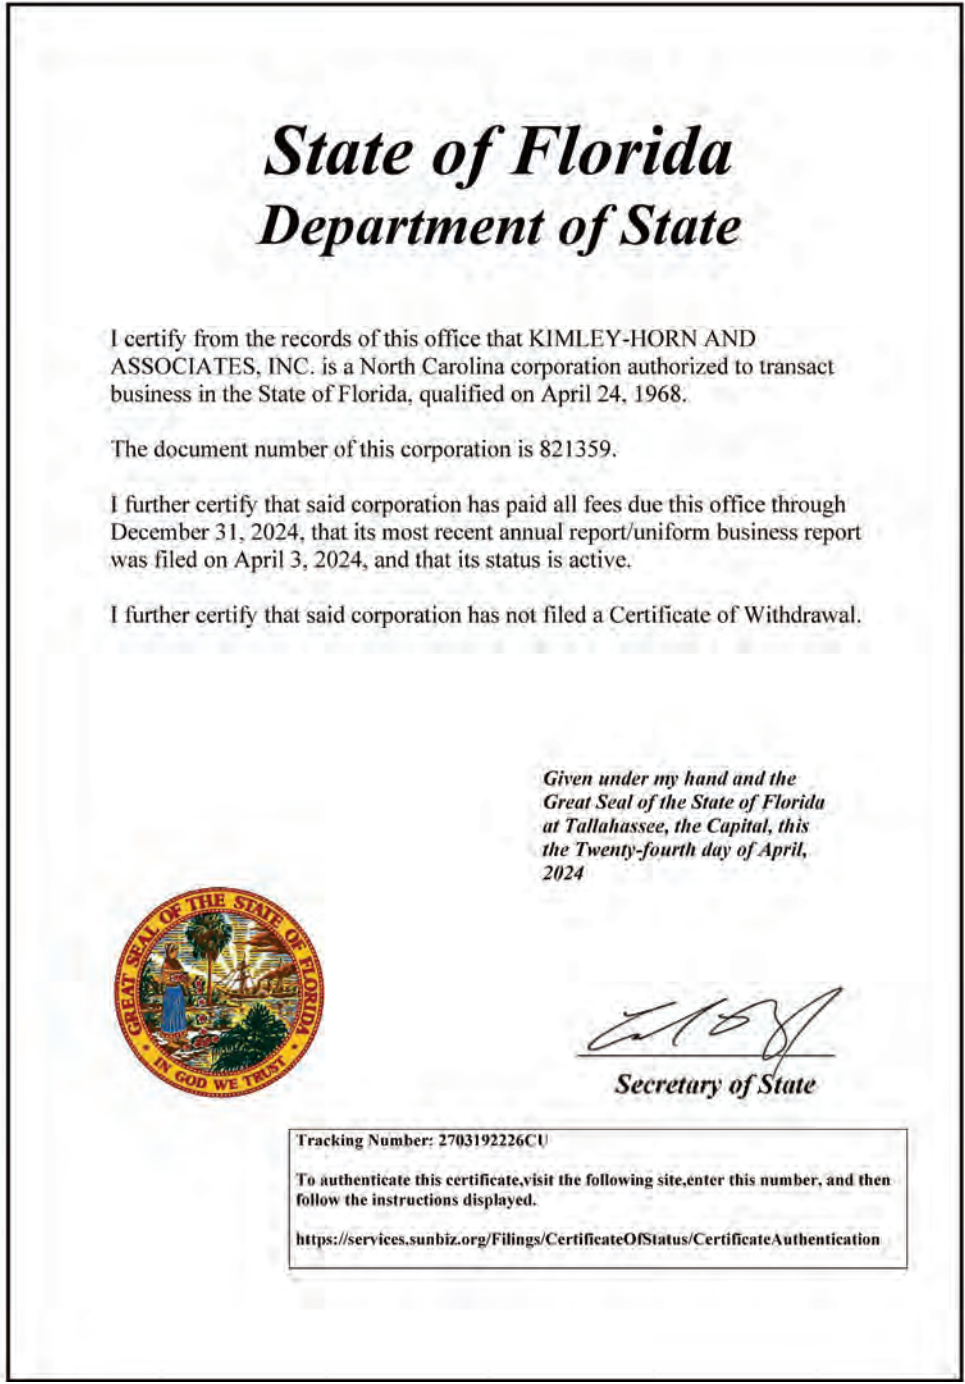 State of Florida
Department of State
I certify from the records of this office that KIMLEY-HORN AND
ASSOCIATES, INC. is a North Carolina corporation authorized to transact
business in the State of Florida, qualified on April 24, 1968.
The document number of this corporation is 821359.
I further certify that said corporation has paid all fees due this office through
December 31, 2024, that its most recent annual report/uniform business report
was filed on April 3, 2024, and that its status is active.
I further certify that said corporation has not filed a Certificate of Withdrawal.
Given under my hand and the
Great Seal of the State of Florida
at Tallahassee, the Capital, this
the Twenty-fourth day of April,
2024
GREAT SEAL OF THE STATE OF FLORIDA
IN GOD WE TRUST
Secretary of State
Tracking Number: 2703192226CU
To authenticate this certificate,visit the following site,enter this number, and then
follow the instructions displayed.
https://services.sunbiz.org/Filings/CertificateOfStatus/CertificateAuthentication